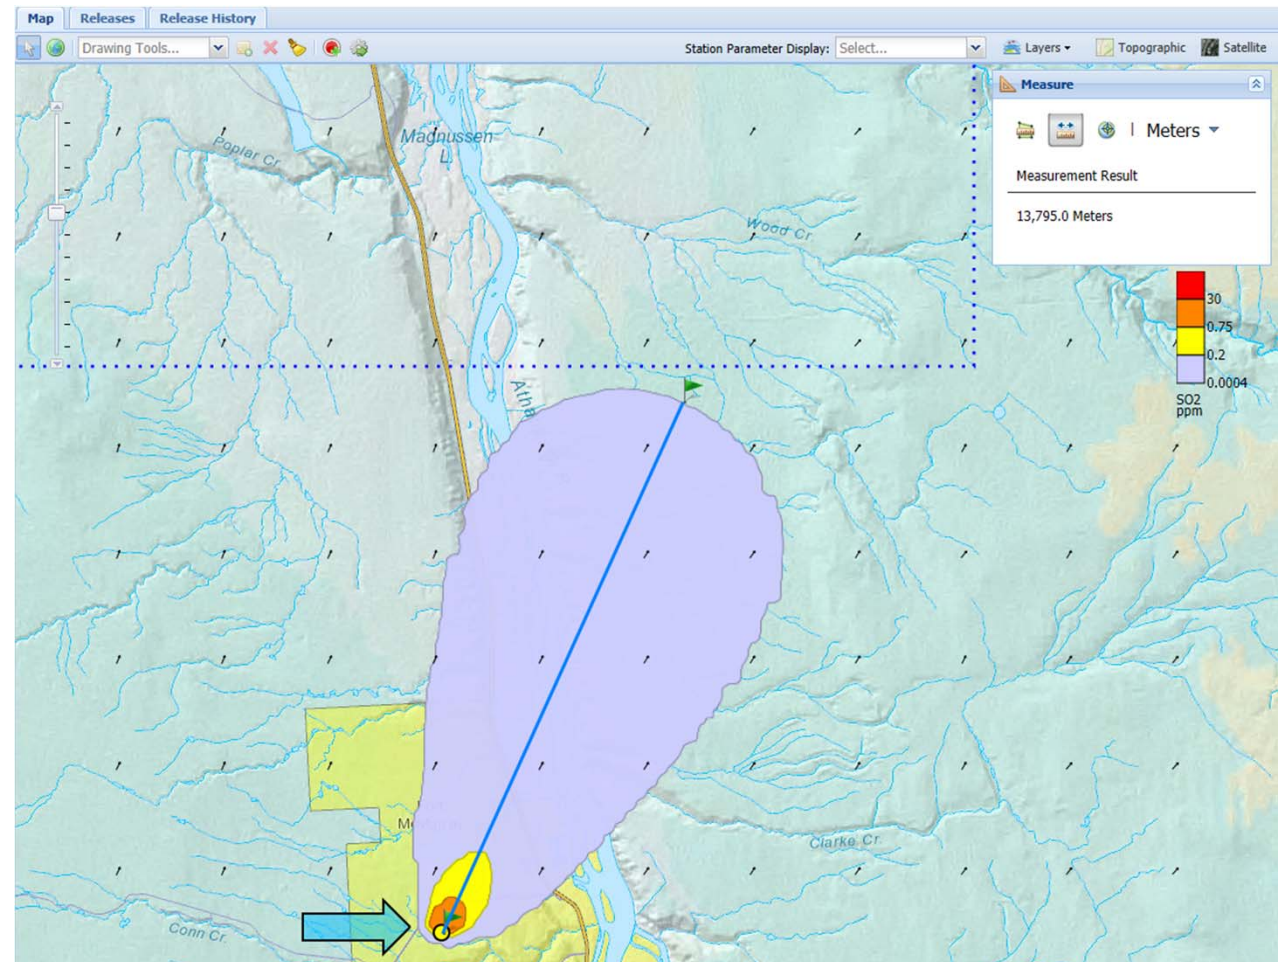 Map Releases Release History
Drawing Tools... Station Parameter Display: Select... Layers Topographic Satellite
Measure
Meters
Measurement Result
13,795.0 Meters
Magnussen
L.
Poplar Cr.
Wood Cr.
30
0.75
0.2
0.0004
SO2
ppm
Atha
Clarke Cr.
Conn Cr.